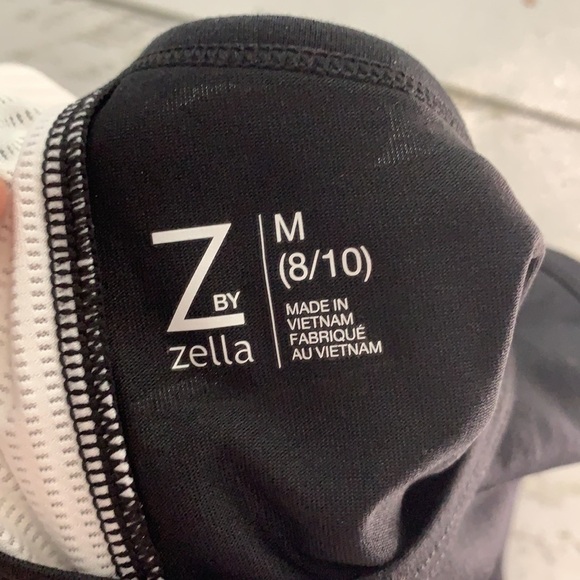 Z BY
zella
M
(8/10)
MADE IN
VIETNAM
FABRIQUÉ
AU VIETNAM